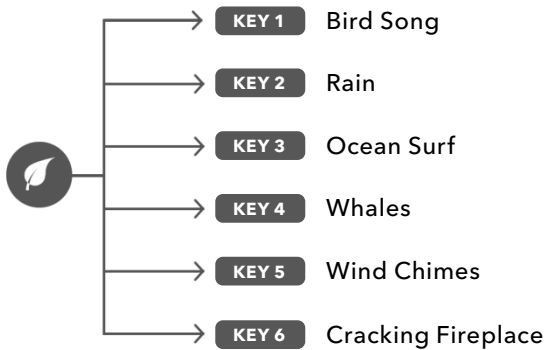 KEY 1 Bird Song
KEY 2 Rain
KEY 3 Ocean Surf
KEY 4 Whales
KEY 5 Wind Chimes
KEY 6 Cracking Fireplace